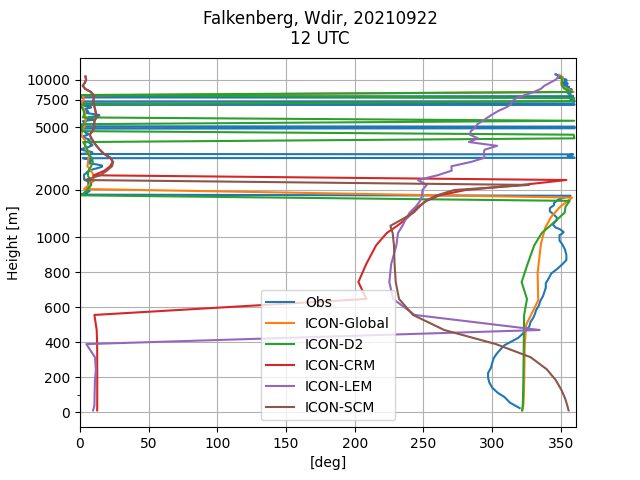 Falkenberg, Wdir, 20210922
12 UTC
10000
7500
5000
2000
1000
800
600
400
200
0
Height [m]
Obs
ICON-Global
ICON-D2
ICON-CRM
ICON-LEM
ICON-SCM
0 50 100 150 200 250 300 350
[deg]